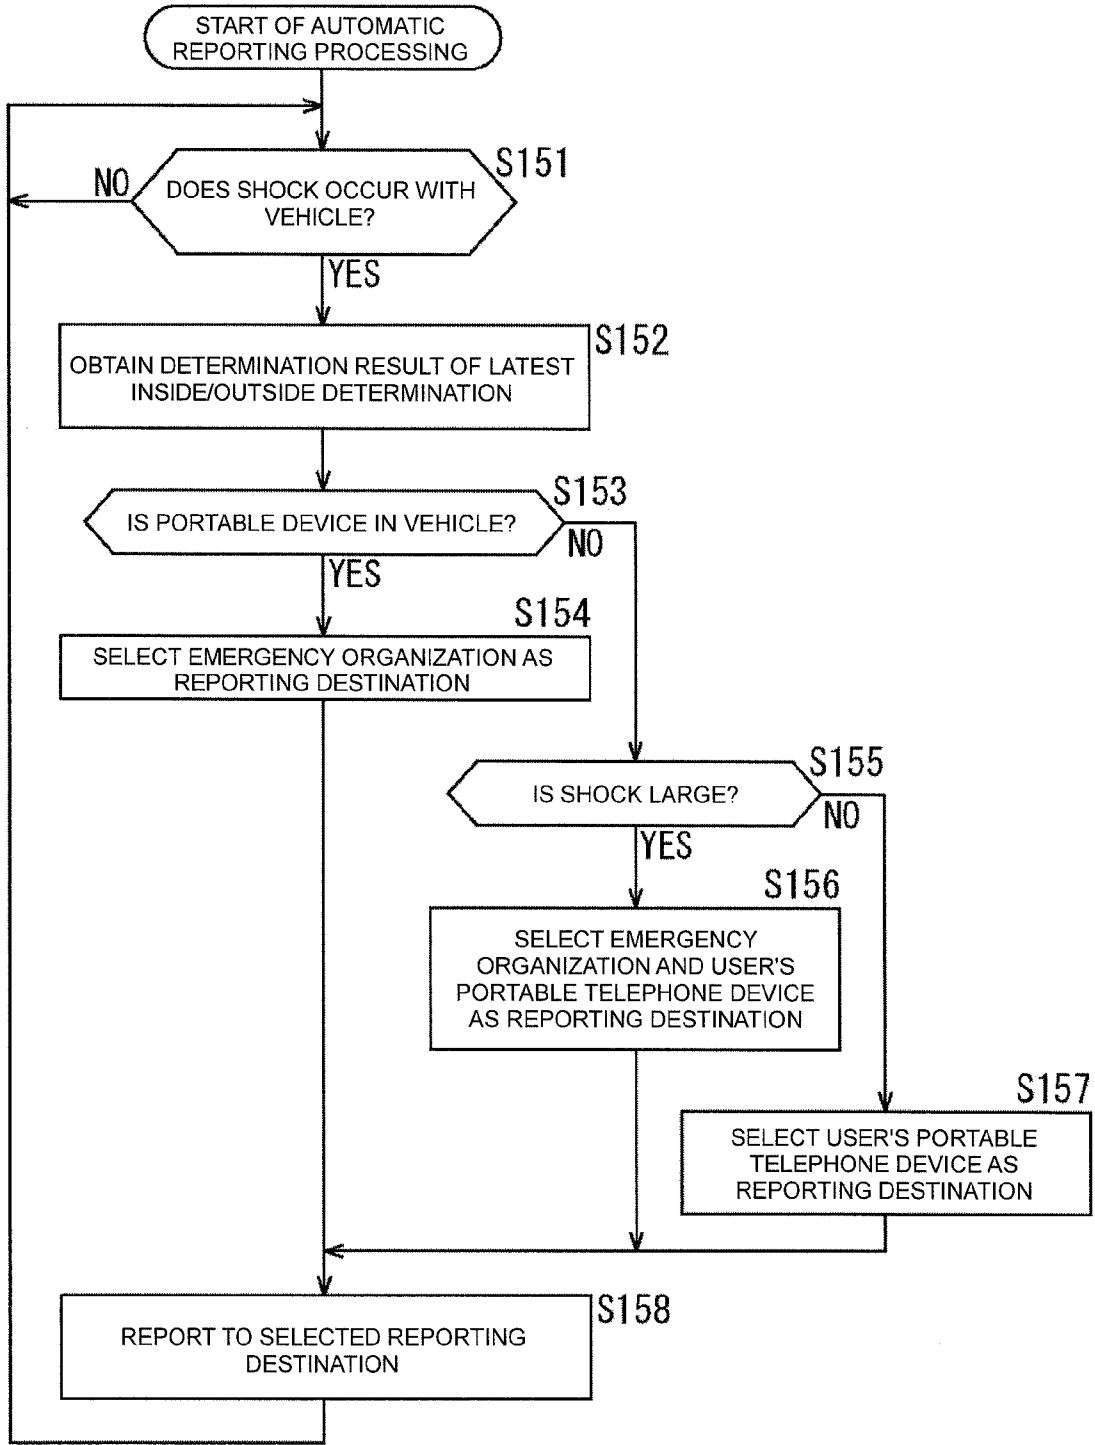 START OF AUTOMATIC
REPORTING PROCESSING
S151
NO
DOES SHOCK OCCUR WITH
VEHICLE?
YES
S152
OBTAIN DETERMINATION RESULT OF LATEST
INSIDE/OUTSIDE DETERMINATION
S153
IS PORTABLE DEVICE IN VEHICLE?
NO
YES
S154
SELECT EMERGENCY ORGANIZATION AS
REPORTING DESTINATION
S155
IS SHOCK LARGE?
NO
YES
S156
SELECT EMERGENCY
ORGANIZATION AND USER'S
PORTABLE TELEPHONE DEVICE
AS REPORTING DESTINATION
S157
SELECT USER'S PORTABLE
TELEPHONE DEVICE AS
REPORTING DESTINATION
S158
REPORT TO SELECTED REPORTING
DESTINATION